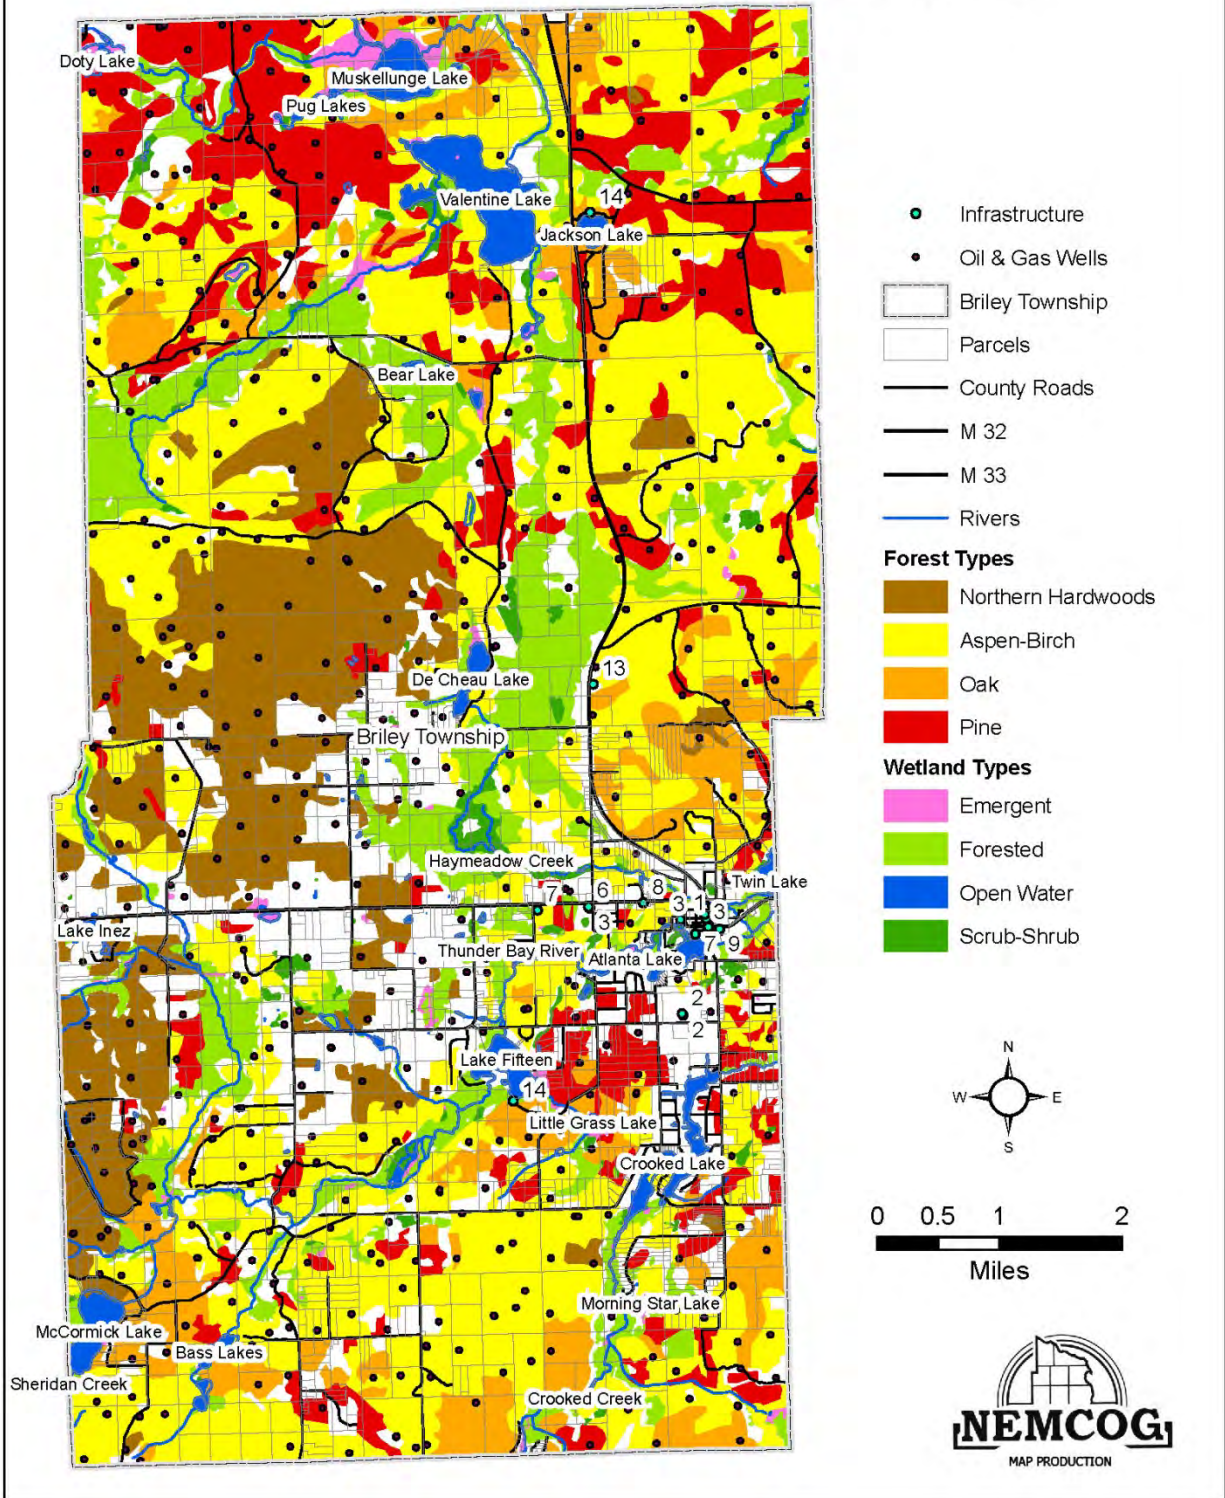 Doty Lake
Muskellunge Lake
Pug Lakes
Valentine Lake
14
Jackson Lake
Bear Lake
13
De Cheau Lake
Briley Township
Haymeadow Creek
Twin Lake
7
6
8
3
1
3
3
Lake Inez
Thunder Bay River
Atlanta Lake
7
9
2
2
Lake Fifteen
14
Little Grass Lake
Crooked Lake
Morning Star Lake
McCormick Lake
Bass Lakes
Sheridan Creek
Crooked Creek
Infrastructure
Oil & Gas Wells
Briley Township
Parcels
County Roads
M 32
M 33
Rivers
Forest Types
Northern Hardwoods
Aspen-Birch
Oak
Pine
Wetland Types
Emergent
Forested
Open Water
Scrub-Shrub
N
W
E
S
0 0.5 1 2
Miles
NEMCOG
MAP PRODUCTION